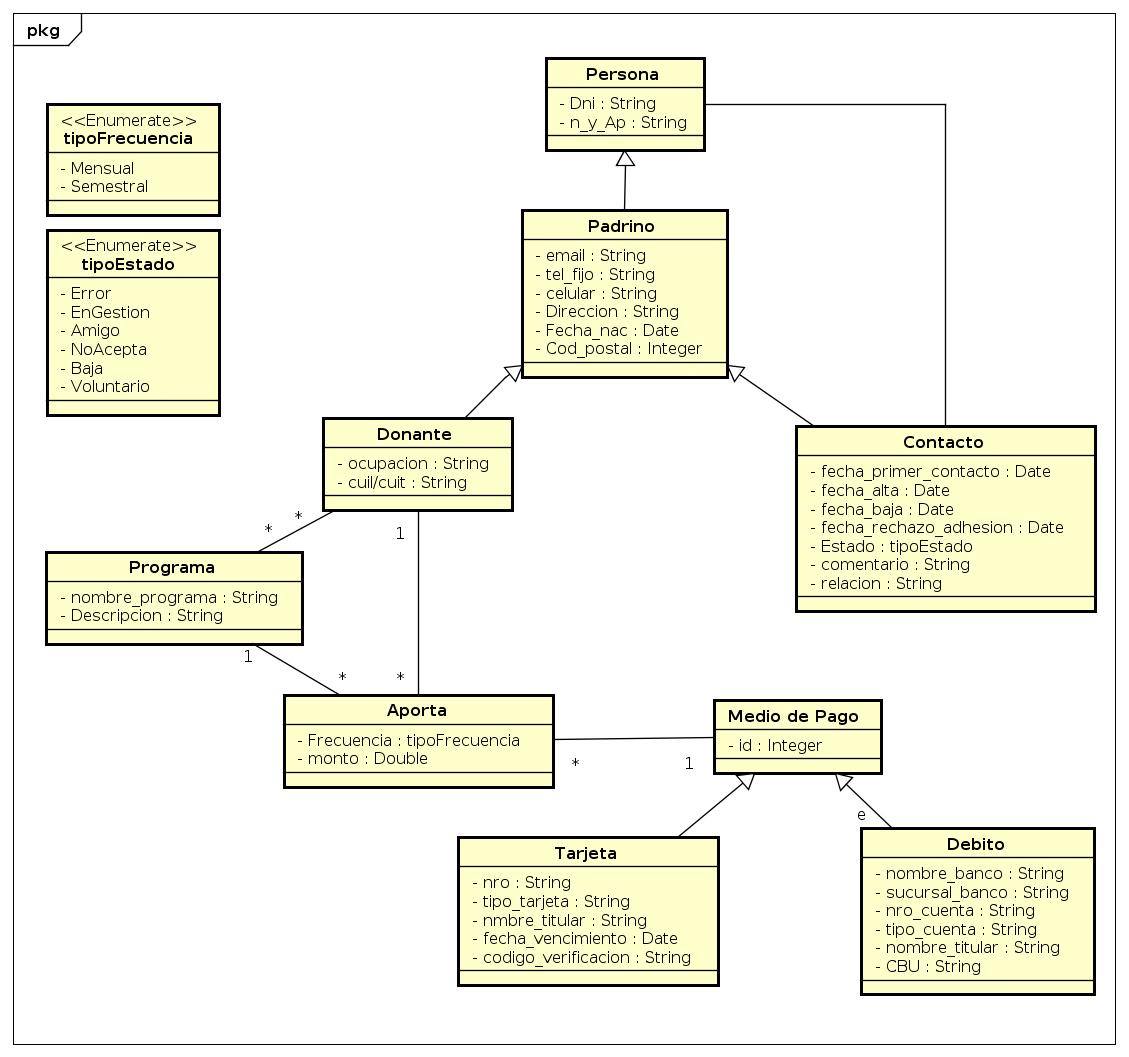 pkg
Persona
- Dni : String
- n_y_Ap : String
<<Enumerate>>
tipoFrecuencia
- Mensual
- Semestral
<<Enumerate>>
tipoEstado
- Error
- EnGestion
- Amigo
- NoAcepta
- Baja
- Voluntario
Padrino
- email : String
- tel_fijo : String
- celular : String
- Direccion : String
- Fecha_nac : Date
- Cod_postal : Integer
Donante
- ocupacion : String
- cuil/cuit : String
Contacto
- fecha_primer_contacto : Date
- fecha_alta : Date
- fecha_baja : Date
- fecha_rechazo_adhesion : Date
- Estado : tipoEstado
- comentario : String
- relacion : String
* *
1
Programa
- nombre_programa : String
- Descripcion : String
1
* *
Aporta
- Frecuencia : tipoFrecuencia
- monto : Double
* 1
Medio de Pago
- id : Integer
e
Tarjeta
- nro : String
- tipo_tarjeta : String
- nmbre_titular : String
- fecha_vencimiento : Date
- codigo_verificacion : String
Debito
- nombre_banco : String
- sucursal_banco : String
- nro_cuenta : String
- tipo_cuenta : String
- nombre_titular : String
- CBU : String